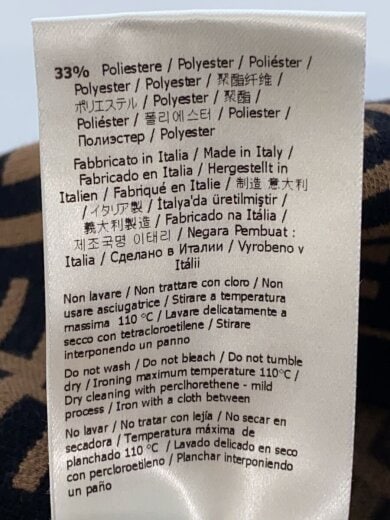 33% Poliestere / Polyester / Poliéster /
Polyester / Polyester / 聚酯纤维 /
ポリエステル / Polyester / 聚酯 /
Poliéster / 폴리에스터 / Poliester /
Полиэстер / Polyester
Fabbricato in Italia / Made in Italy /
Fabricado en Italia / Hergestellt in
Italien / Fabriqué en Italie / 制造 意大利
/ イタリア製 / İtalya'da üretilmiştir /
義大利製造 / Fabricado na Itália /
제조국명 이태리 / Negara Pembuat :
Italia / Сделано в Италии / Vyrobeno v
Itálii
Non lavare / Non trattare con cloro / Non
usare asciugatrice / Stirare a temperatura
massima 110 °C / Lavare delicatamente a
secco con tetracloroetilene / Stirare
interponendo un panno
Do not wash / Do not bleach / Do not tumble
dry / Ironing maximum temperature 110°C /
Dry cleaning with perclhorethene - mild
process / Iron with a cloth between
No lavar / No tratar con lejía / No secar en
secadora / Temperatura máxima de
planchado 110 °C / Lavado delicado en seco
con percloroetileno / Planchar interponiendo
un paño